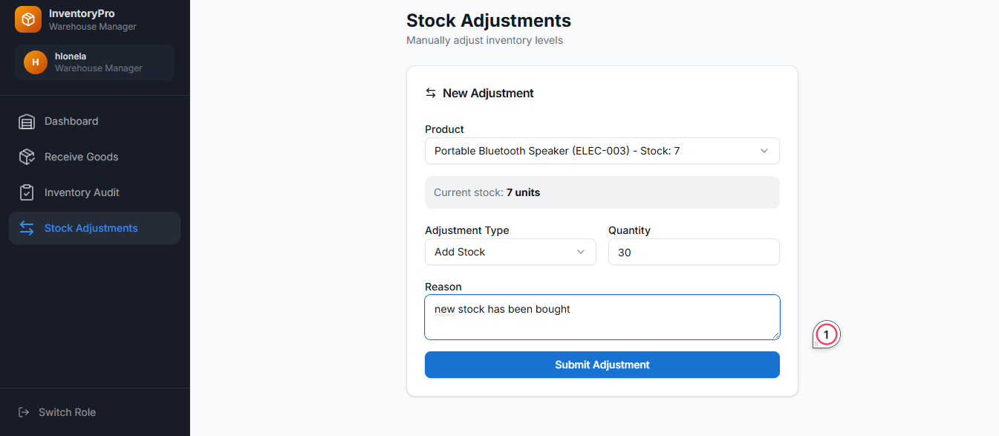 InventoryPro
Warehouse Manager
H
hlonela
Warehouse Manager
Dashboard
Receive Goods
Inventory Audit
Stock Adjustments
Switch Role
Stock Adjustments
Manually adjust inventory levels
New Adjustment
Product
Portable Bluetooth Speaker (ELEC-003) - Stock: 7
Current stock: 7 units
Adjustment Type
Quantity
Add Stock
30
Reason
new stock has been bought
1
Submit Adjustment